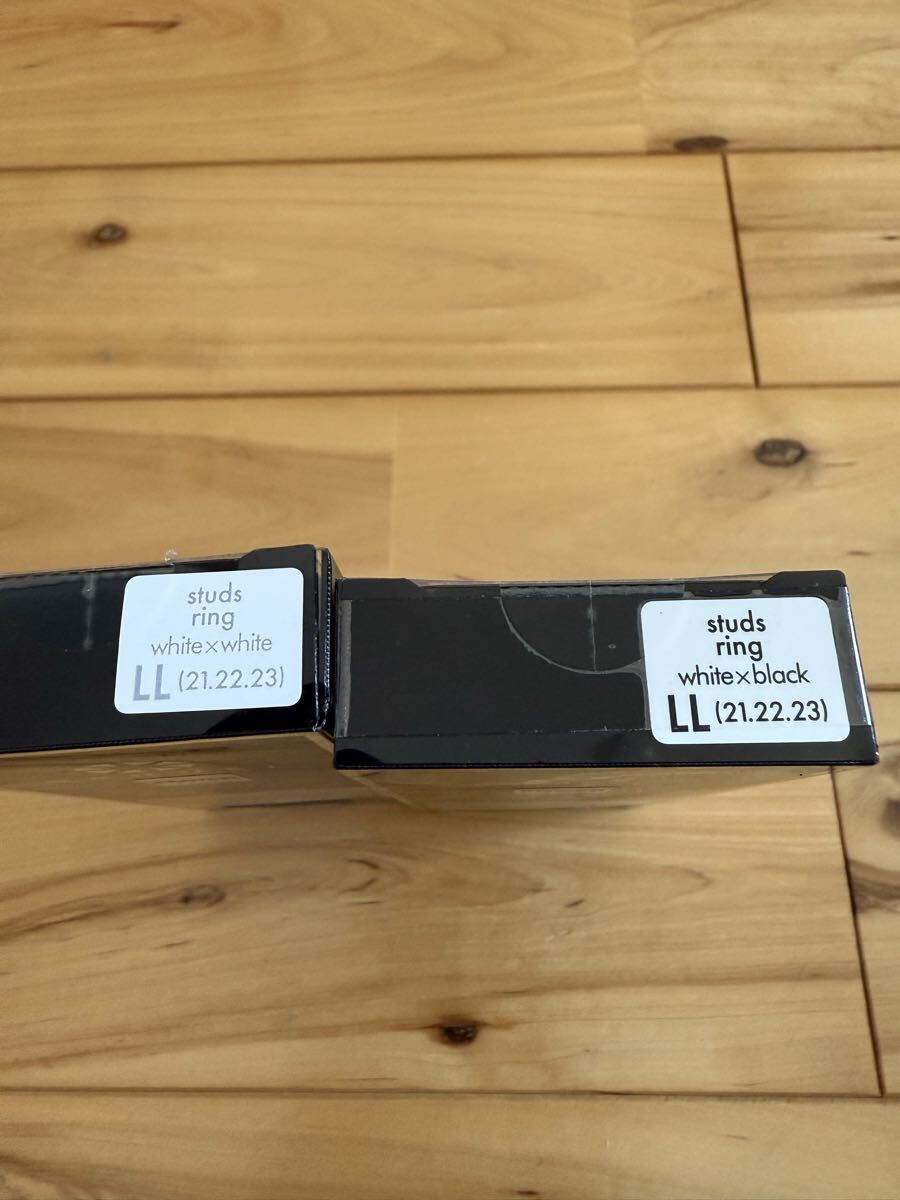 studs
ring
white×white
LL (21.22.23)
studs
ring
white×black
LL (21.22.23)